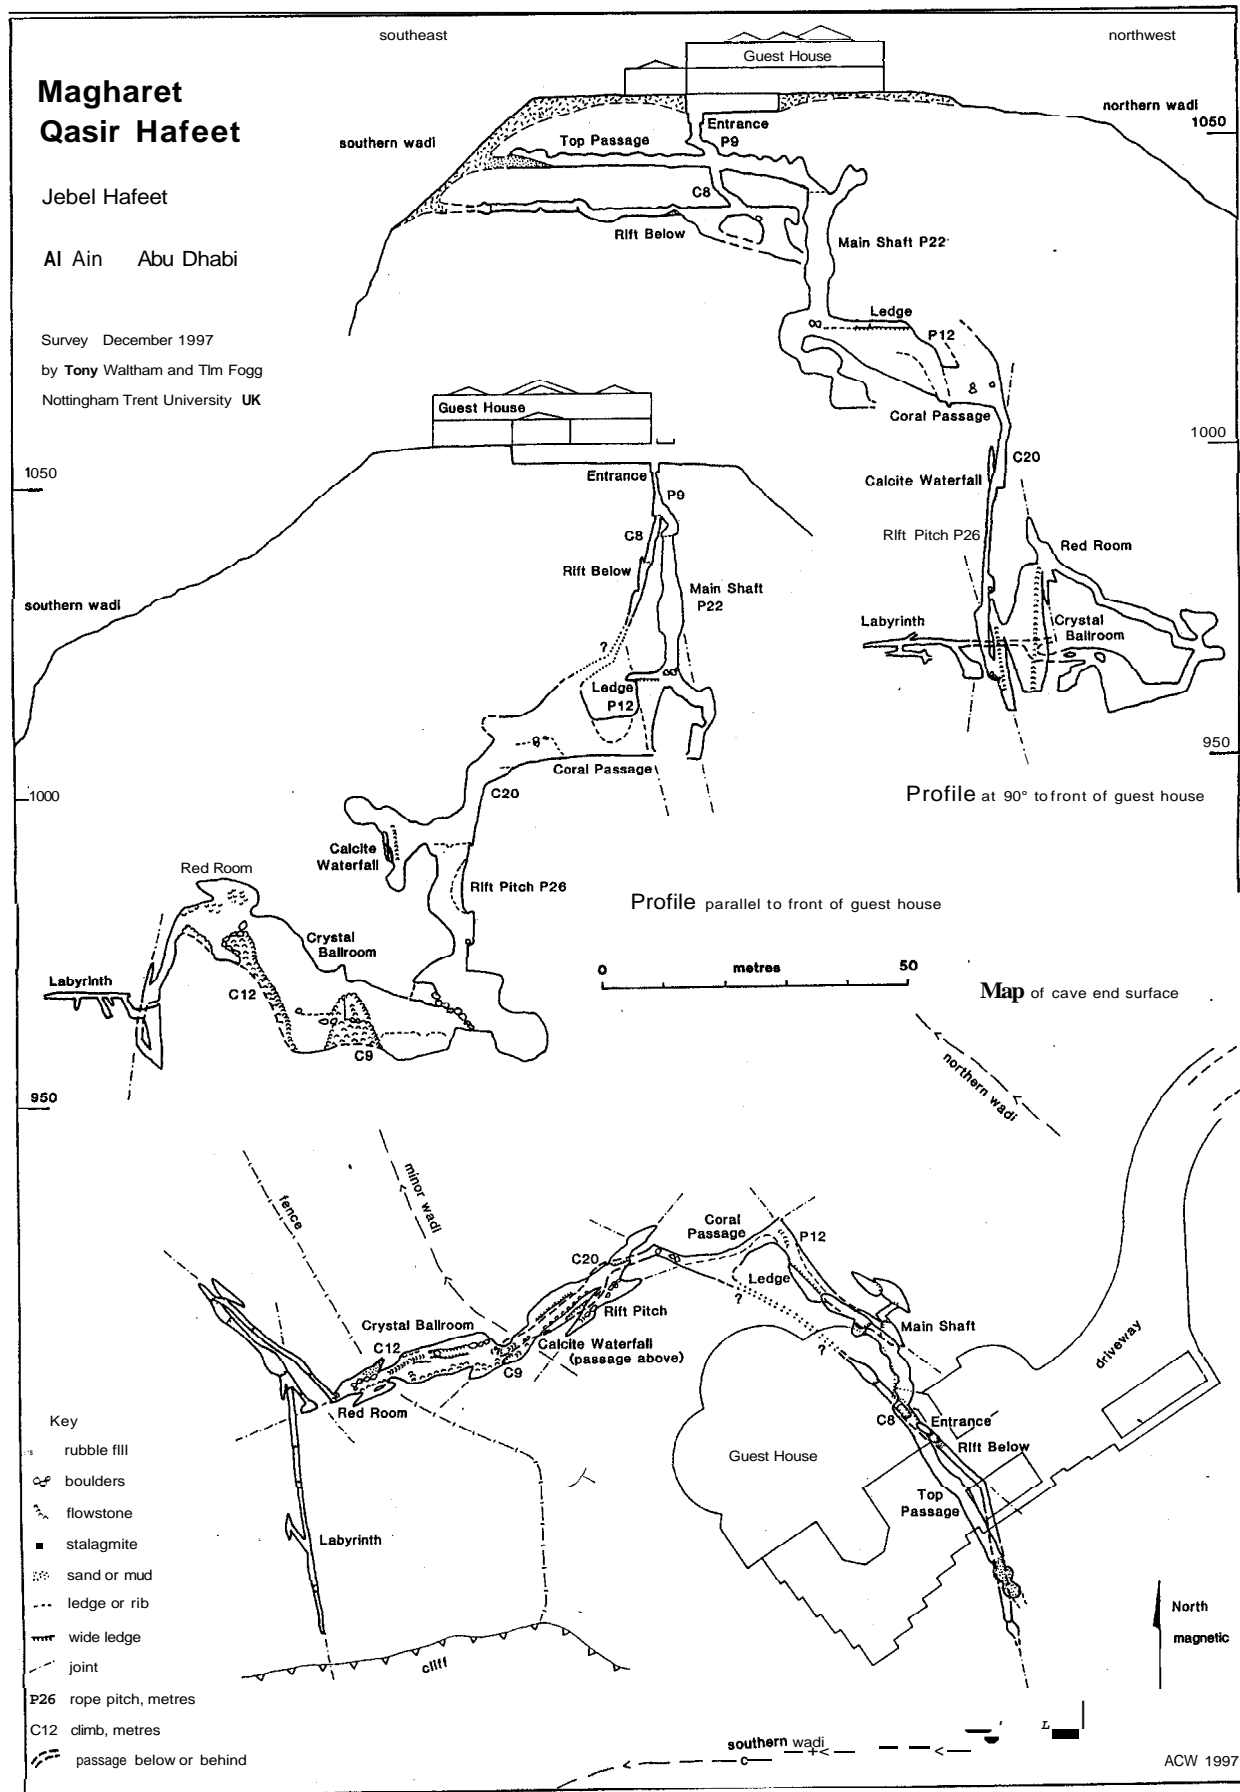 southeast
northwest
Guest House
Magharet
Qasir Hafeet
Jebel Hafeet
Al Ain Abu Dhabi
Survey December 1997
by Tony Waltham and Tim Fogg
Nottingham Trent University UK
southern wadi
northern wadi
1050
Entrance
P9
Top Passage
C8
Rift Below
Main Shaft P22
Ledge
P12
Coral Passage
1000
C20
Calcite Waterfall
Rift Pitch P26
Red Room
Labyrinth
Crystal
Ballroom
950
Profile at 90° to front of guest house
Guest House
1050
Entrance
P9
C8
Rift Below
Main Shaft
P22
southern wadi
?
Ledge
P12
Coral Passage
C20
1000
Calcite
Waterfall
Red Room
Rift Pitch P26
Crystal
Ballroom
Labyrinth
C12
C9
950
Profile parallel to front of guest house
0 metres 50
Map of cave end surface
northern wadi
minor wadi
fence
Coral
Passage
P12
C20
Ledge
?
Rift Pitch
Crystal Ballroom
C12
Calcite Waterfall
(passage above)
C9
Main Shaft
?
driveway
Red Room
C8
Entrance
Rift Below
Guest House
Top
Passage
Labyrinth
cliff
North
magnetic
southern wadi
Key
rubble fill
boulders
flowstone
stalagmite
sand or mud
ledge or rib
wide ledge
joint
P26 rope pitch, metres
C12 climb, metres
passage below or behind
ACW 1997